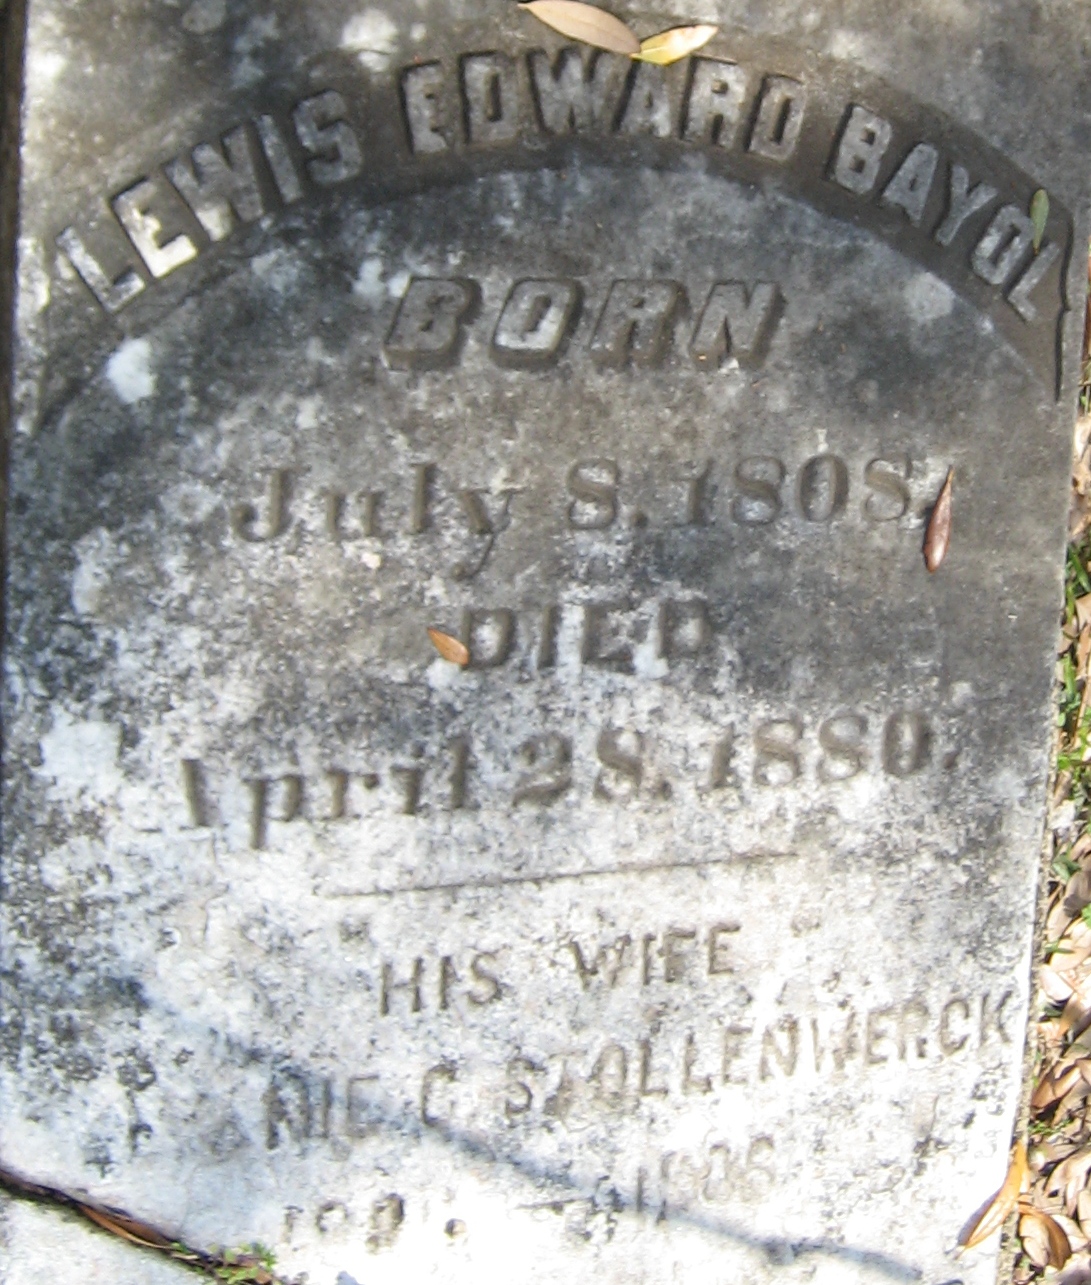 LEWIS EDWARD BAYOL
BORN
July 8. 1808.
DIED
April 28. 1880.
HIS WIFE
C STOLLENWERCK